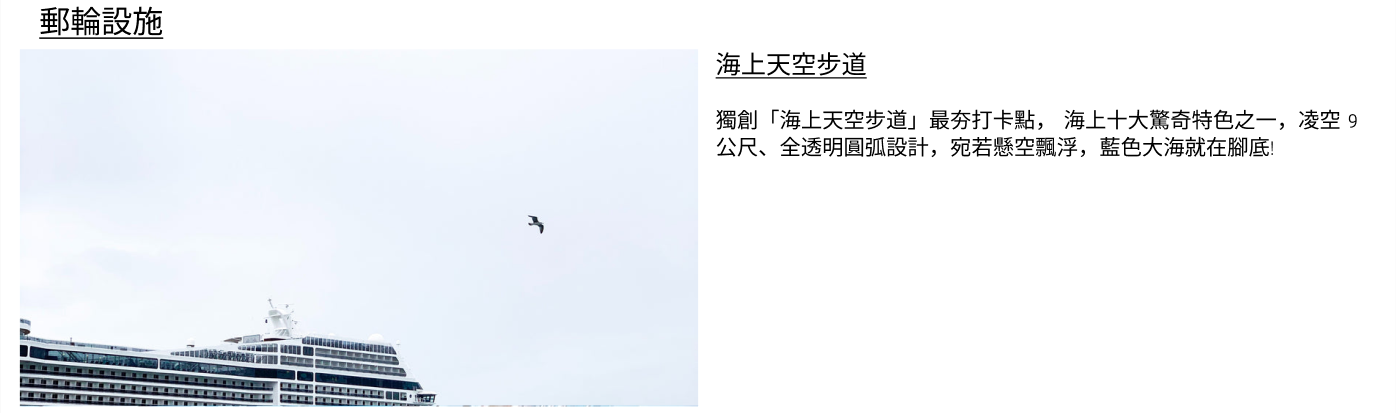 郵輪設施
海上天空步道
獨創「海上天空步道」最夯打卡點， 海上十大驚奇特色之一，凌空 9
公尺、全透明圓弧設計，宛若懸空飄浮，藍色大海就在腳底!